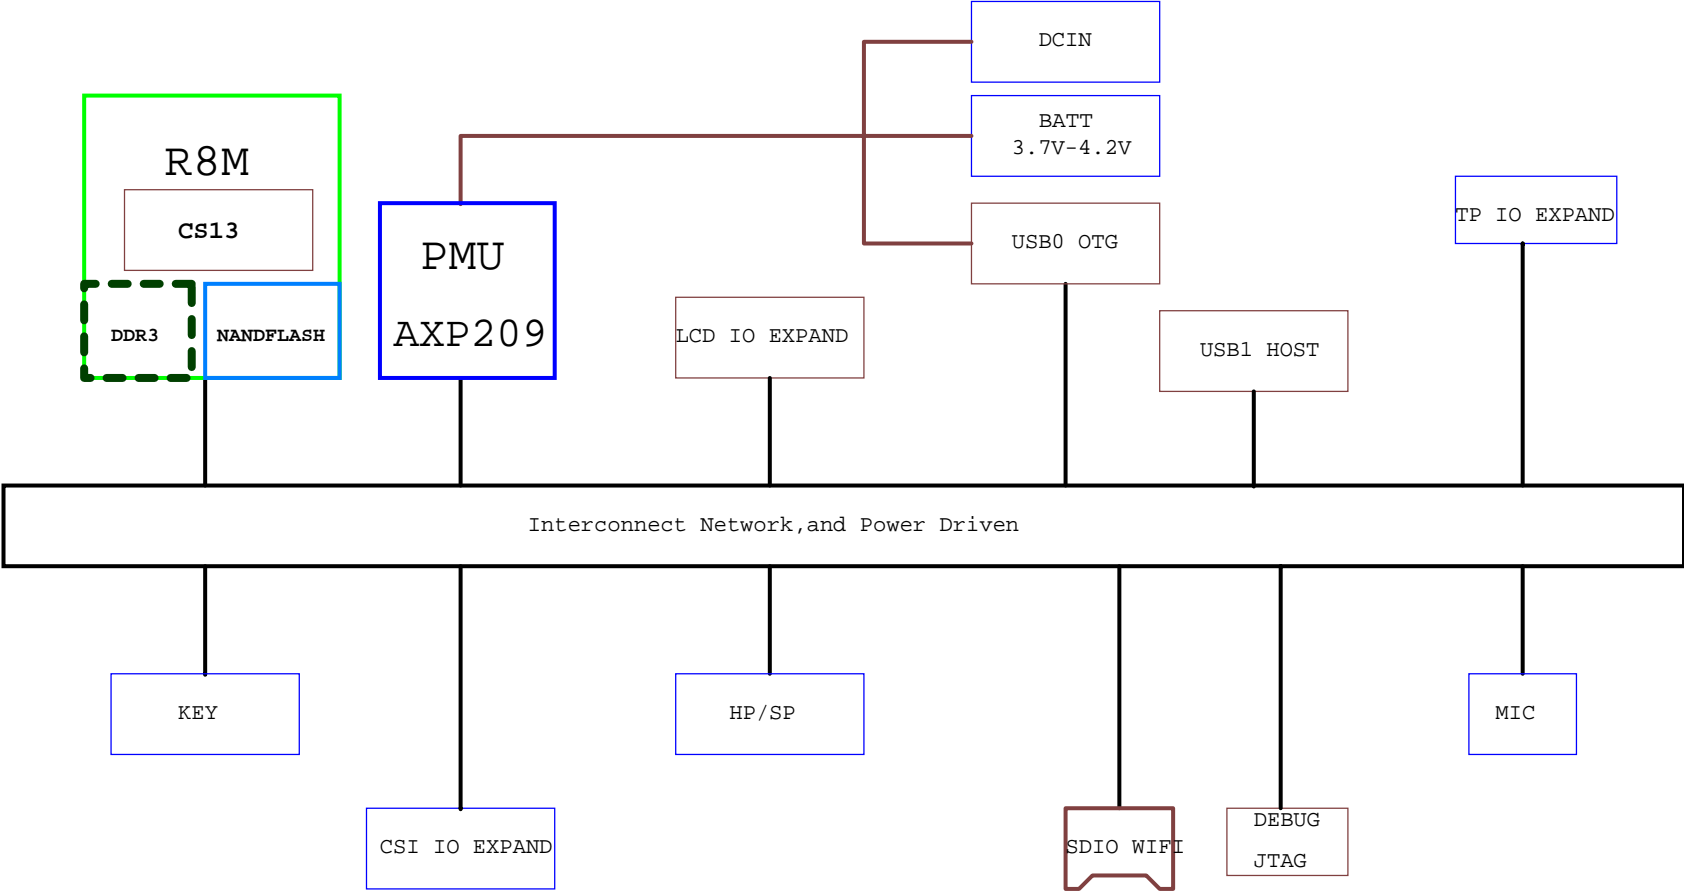 DCIN
BATT
3.7V-4.2V
R8M
CS13
USB0 OTG
TP IO EXPAND
PMU
AXP209
DDR3
NANDFLASH
LCD IO EXPAND
USB1 HOST
Interconnect Network,and Power Driven
KEY
HP/SP
MIC
CSI IO EXPAND
SDIO WIFI
DEBUG
JTAG